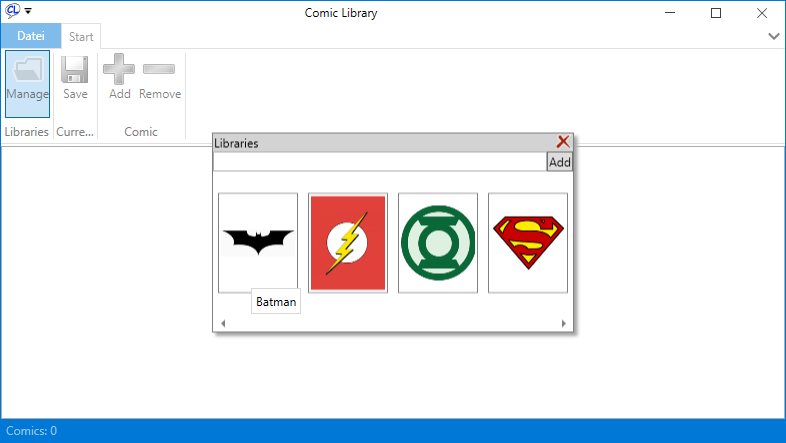 CL
Comic Library
Datei
Start
Manage
Save
Add
Remove
Libraries
Curre...
Comic
Libraries
Add
S
Batman
Comics: 0